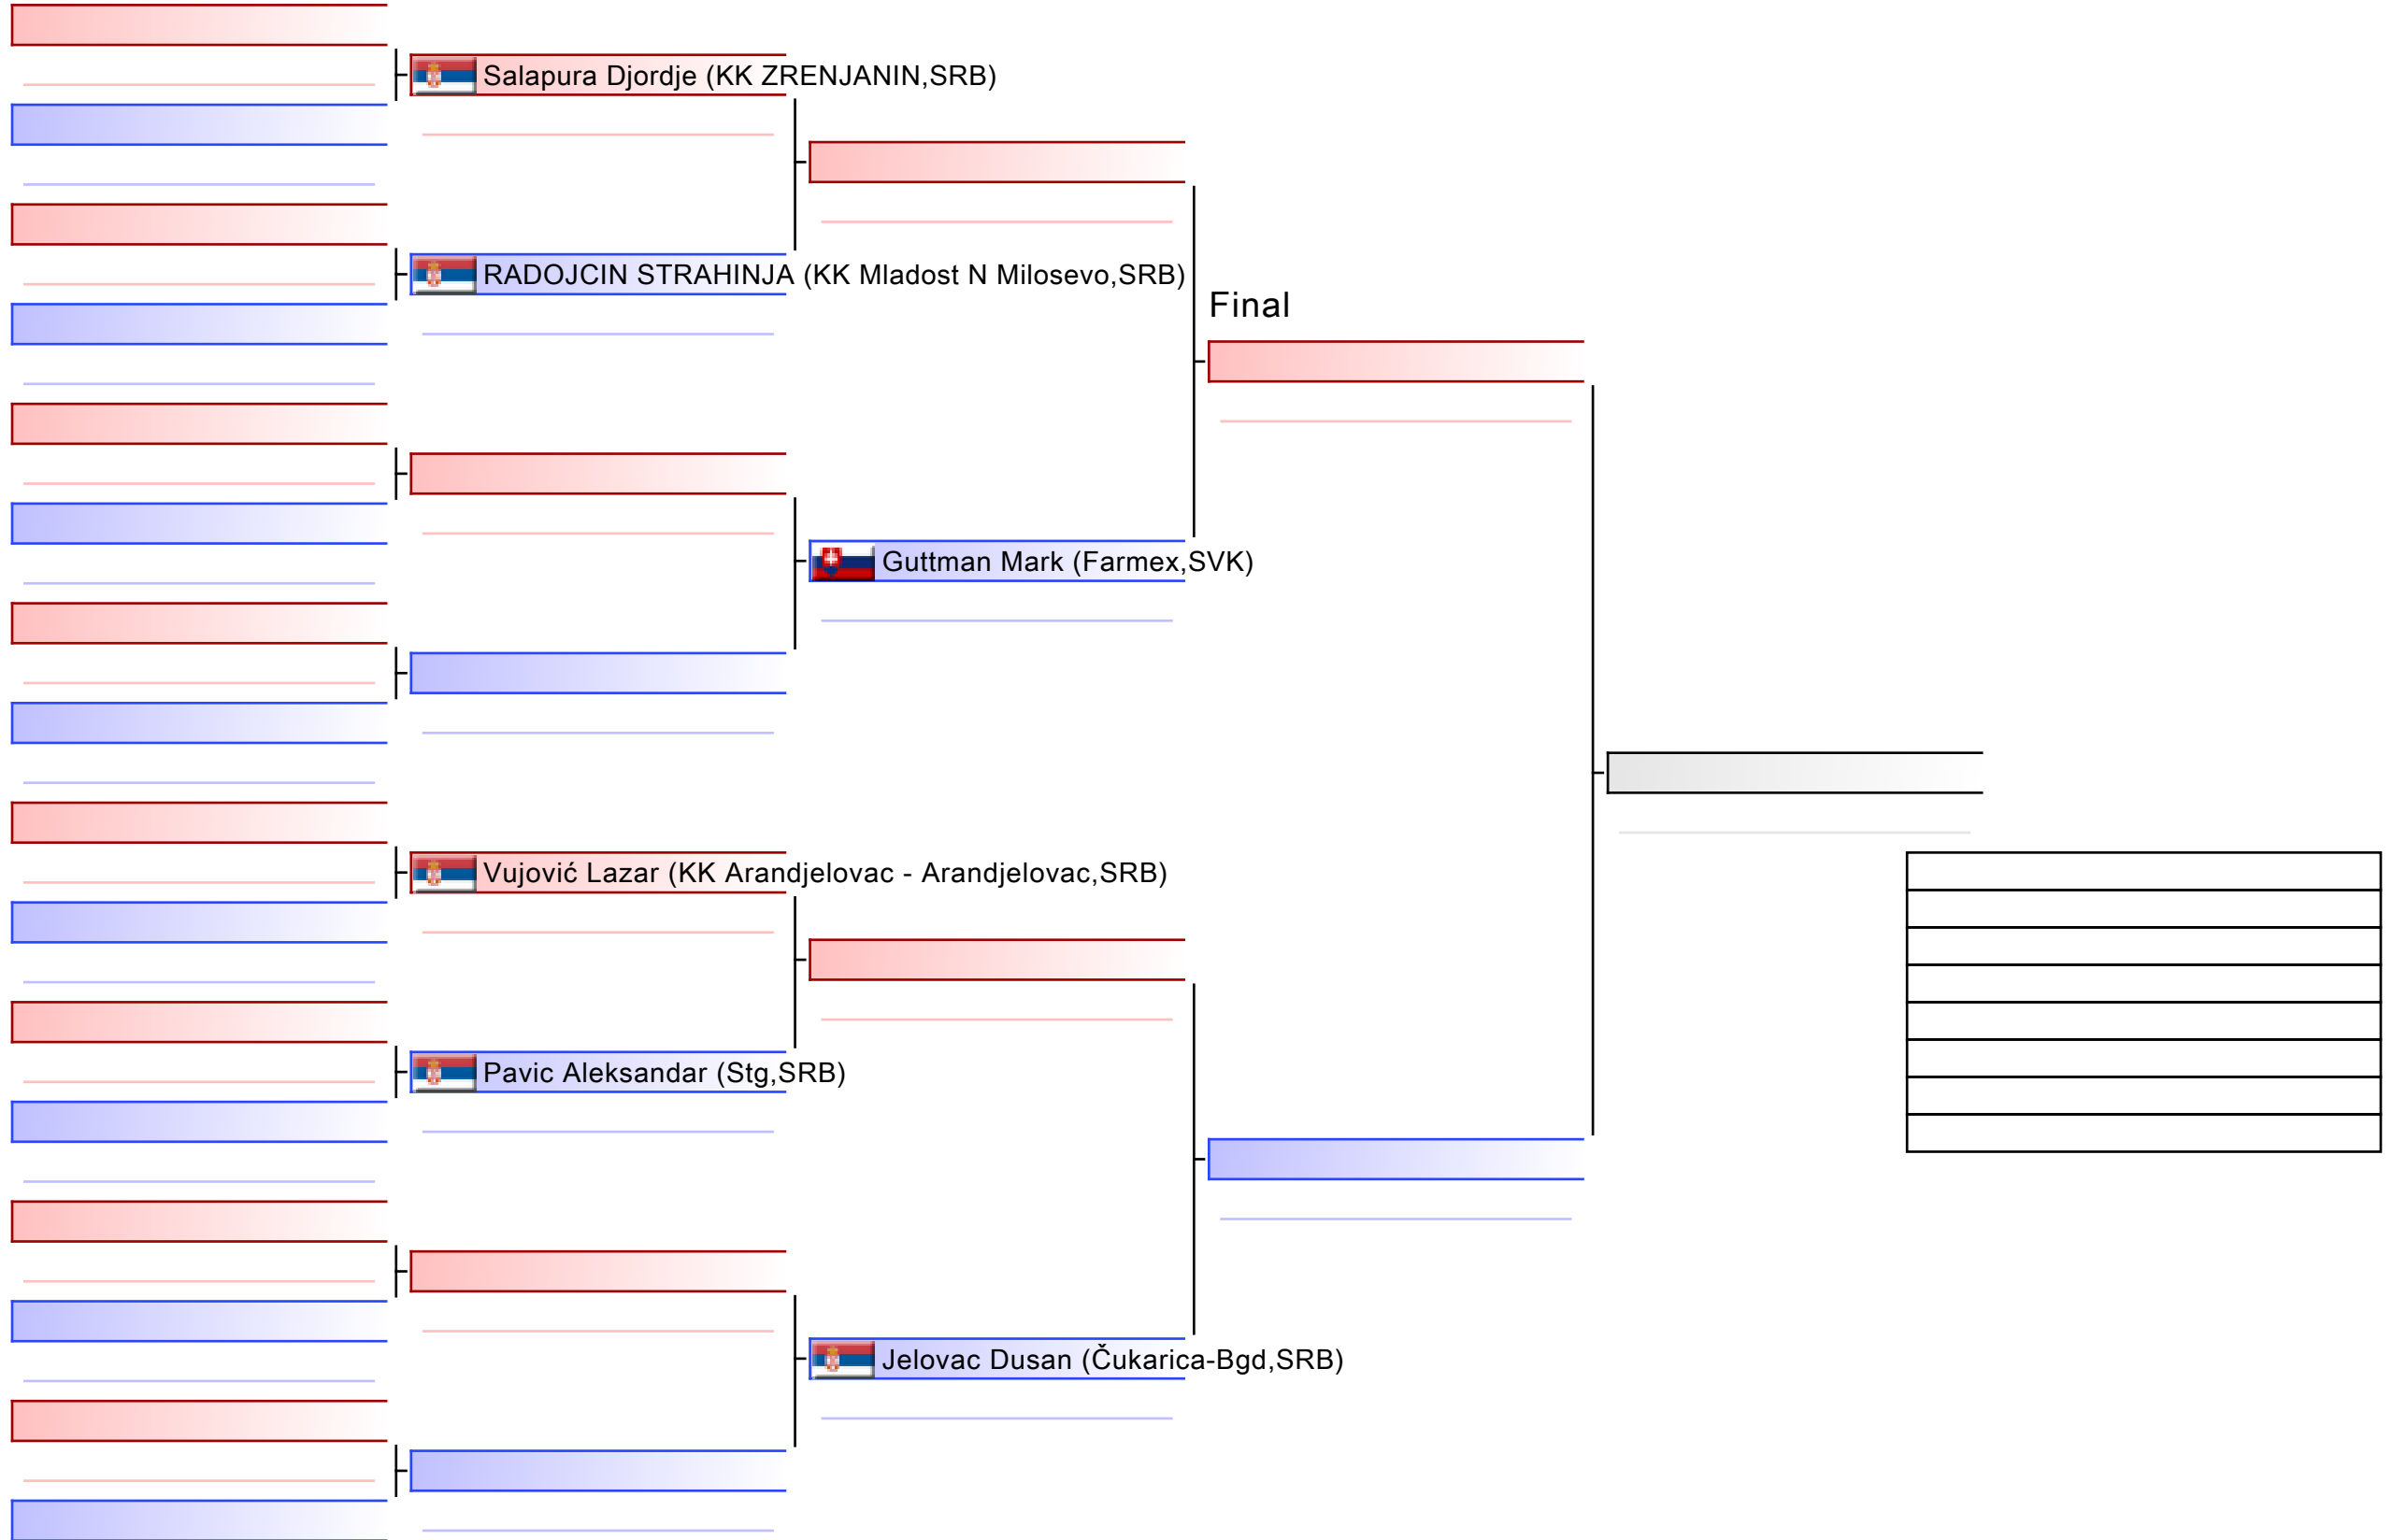 Salapura Djordje (KK ZRENJANIN,SRB)
RADOJCIN STRAHINJA (KK Mladost N Milosevo,SRB)
Final
Guttman Mark (Farmex,SVK)
Vujović Lazar (KK Arandjelovac - Arandjelovac,SRB)
Pavic Aleksandar (Stg,SRB)
Jelovac Dusan (Čukarica-Bgd,SRB)